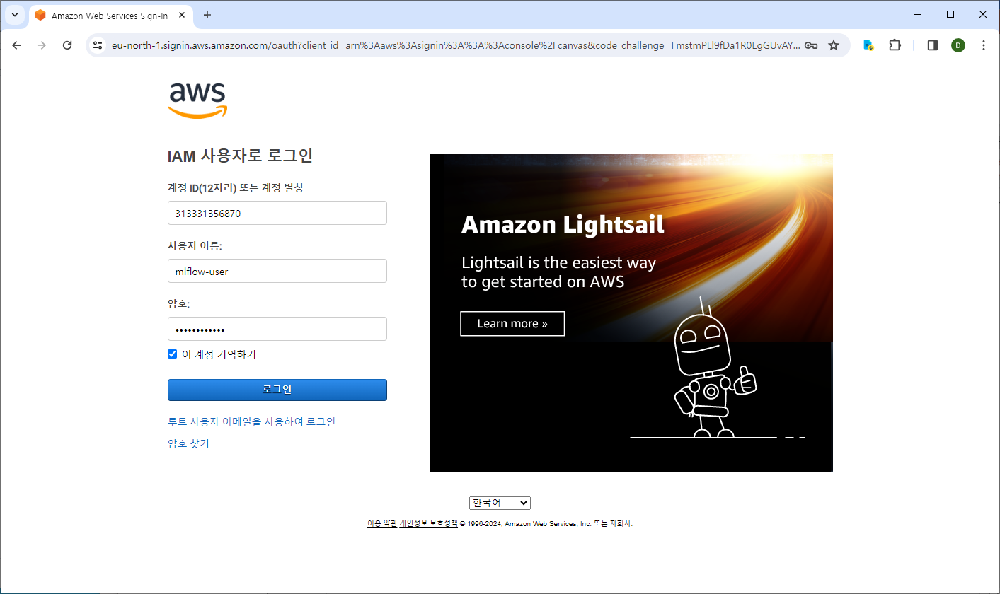 Amazon Web Services Sign-In
eu-north-1.signin.aws.amazon.com/oauth?client_id=arn%3Aaws%3Asignin%3A%3A%3Aconsole%2Fcanvas&code_challenge=FmstmPLl9fDa1R0EgGUvAY...
D
aws
IAM 사용자로 로그인
계정 ID(12자리) 또는 계정 별칭
313331356870
사용자 이름:
mlflow-user
암호:
••••••••••••
이 계정 기억하기
로그인
루트 사용자 이메일을 사용하여 로그인
암호 찾기
Amazon Lightsail
Lightsail is the easiest way
to get started on AWS
Learn more »
한국어
이용 약관 개인정보 보호정책 © 1996-2024, Amazon Web Services, Inc. 또는 자회사.